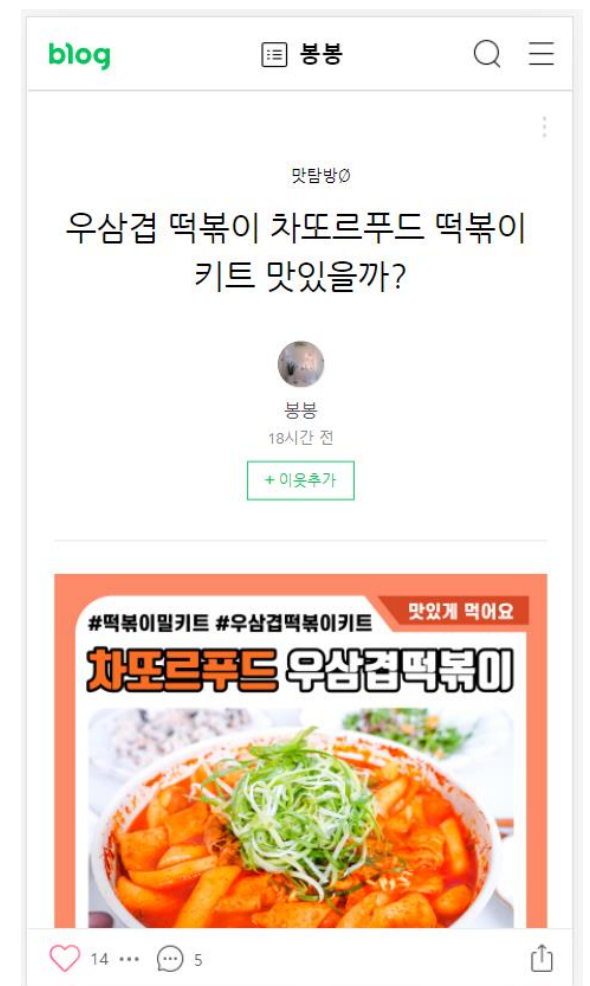 blog
봉봉
맛탐방∅
우삼겹 떡볶이 차또르푸드 떡볶이
키트 맛있을까?
봉봉
18시간 전
+ 이웃추가
맛있게 먹어요
#떡볶이밀키트 #우삼겹떡볶이키트
차또르푸드 우삼겹떡볶이
14
5